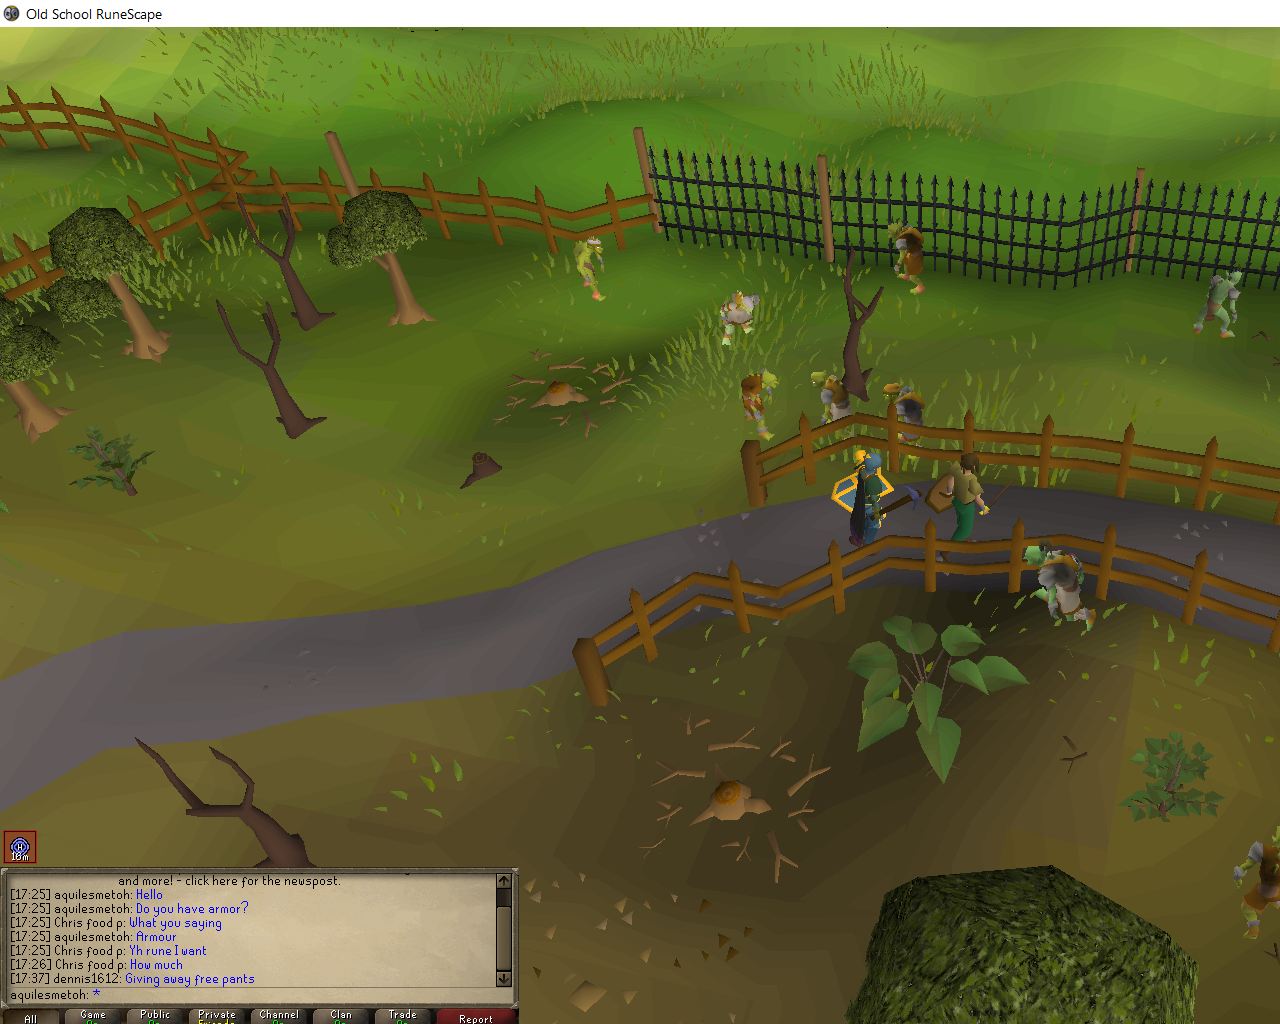 Old School RuneScape
16m
and more! - click here for the newspost.
[17:25] aquilesmetoh: Hello
[17:25] aquilesmetoh: Do you have armor?
[17:25] Chris food p: What you saying
[17:25] aquilesmetoh: Armour
[17:25] Chris food p: Yh rune I want
[17:26] Chris food p: How much
[17:37] dennis1612: Giving away free pants
aquilesmetoh: *
All Game Public Private Channel Clan Trade Report